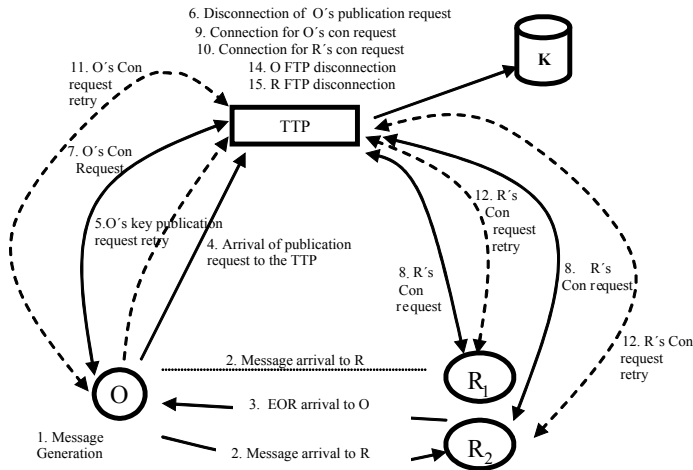 6. Disconnection of O´s publication request
9. Connection for O´s con request
10. Connection for R´s con request
14. O FTP disconnection
15. R FTP disconnection
K
11. O´s Con
request
retry
TTP
7. O´s Con
Request
5.O´s key publication
request retry
4. Arrival of publication
request to the TTP
12. R´s
Con
request
retry
8. R´s
Con
request
8. R´s
Con request
12. R´s Con
request
retry
2. Message arrival to R
O
R1
3. EOR arrival to O
1. Message
Generation
2. Message arrival to R
R2